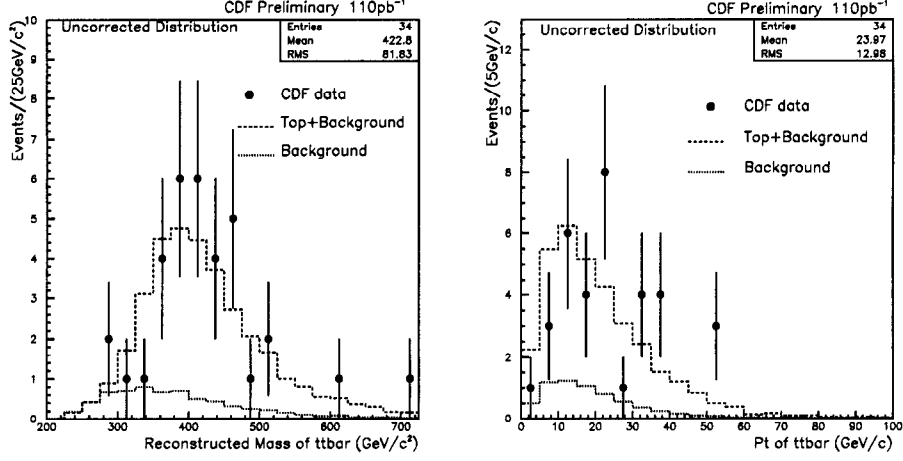 CDF Preliminary 110pb⁻¹
Uncorrected Distribution
Entries 34
Mean 422.8
RMS 81.83
CDF data
Top+Background
Background
Events/(25GeV/c²)
10
9
8
7
6
5
4
3
2
1
0
200 300 400 500 600 700
Reconstructed Mass of ttbar (GeV/c²)
CDF Preliminary 110pb⁻¹
Uncorrected Distribution
Entries 34
Mean 23.97
RMS 12.98
CDF data
Top+Background
Background
Events/(5GeV/c)
12
10
8
6
4
2
0
0 10 20 30 40 50 60 70 80 90 100
Pt of ttbar (GeV/c)